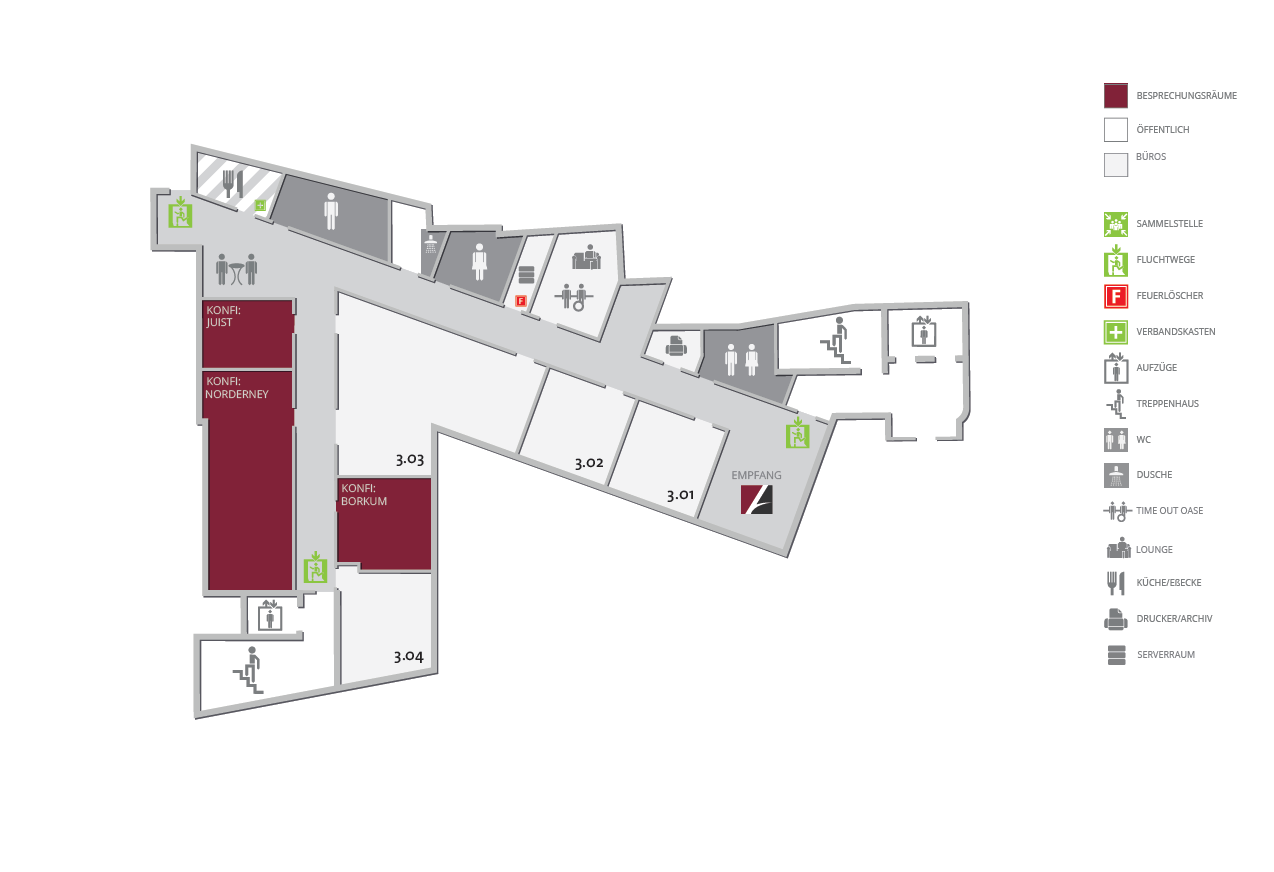 BESPRECHUNGSRÄUME
ÖFFENTLICH
BÜROS
SAMMELSTELLE
FLUCHTWEGE
F
FEUERLÖSCHER
VERBANDSKASTEN
AUFZÜGE
TREPPENHAUS
WC
DUSCHE
TIME OUT OASE
LOUNGE
KÜCHE/EßECKE
DRUCKER/ARCHIV
SERVERRAUM
F
KONFI:
JUIST
KONFI:
NORDERNEY
3.03
3.02
3.01
EMPFANG
KONFI:
BORKUM
3.04